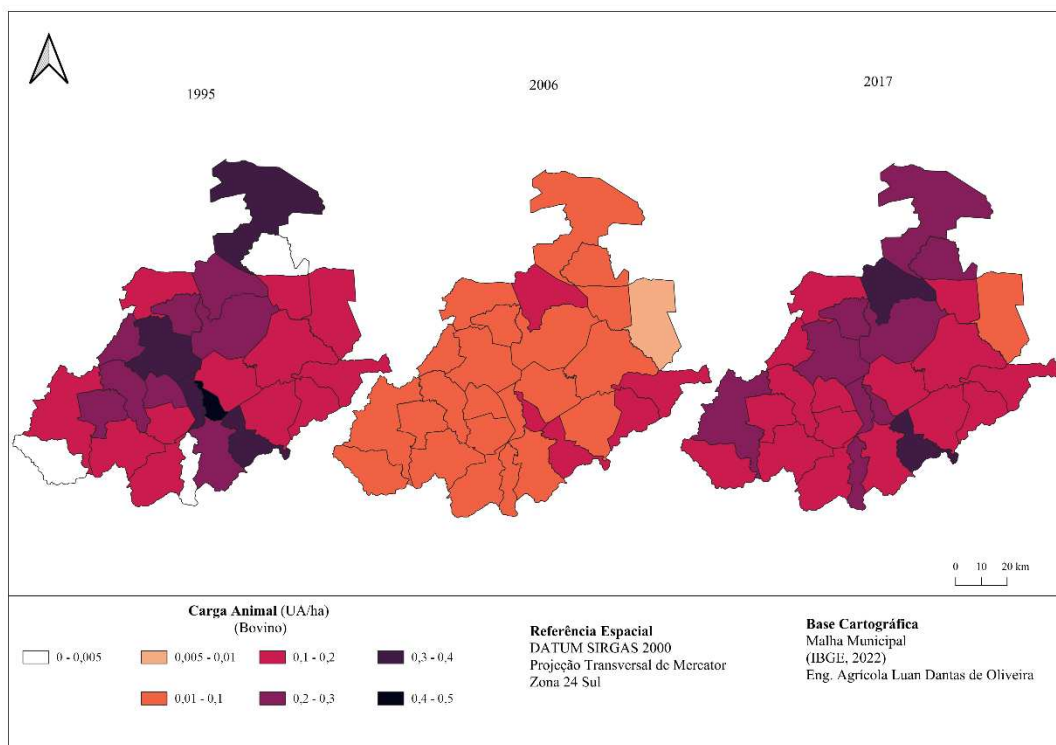 1995
2006
2017
0 10 20 km
Carga Animal (UA/ha)
(Bovino)
0 - 0,005
0,005 - 0,01
0,1 - 0,2
0,3 - 0,4
0,01 - 0,1
0,2 - 0,3
0,4 - 0,5
Referência Espacial
DATUM SIRGAS 2000
Projeção Transversal de Mercator
Zona 24 Sul
Base Cartográfica
Malha Municipal
(IBGE, 2022)
Eng. Agrícola Luan Dantas de Oliveira